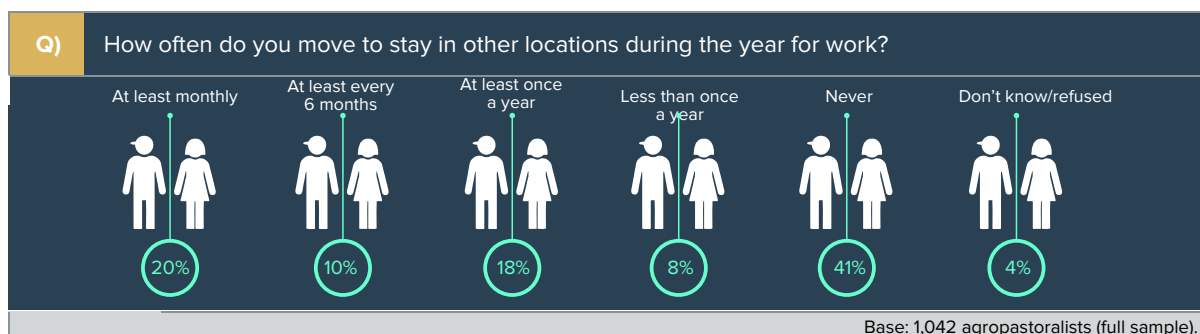 Q)
How often do you move to stay in other locations during the year for work?
At least monthly
At least every
6 months
At least once
a year
Less than once
a year
Never
Don't know/refused
20%
10%
18%
8%
41%
4%
Base: 1,042 agropastoralists (full sample).